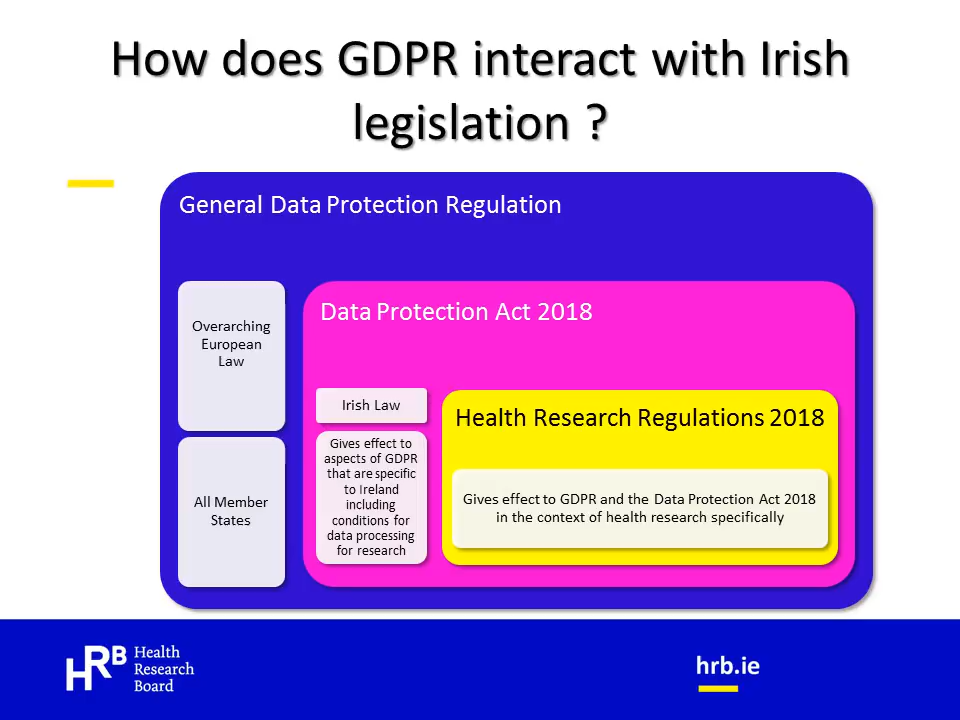 How does GDPR interact with Irish
legislation ?
General Data Protection Regulation
Overarching
European
Law
All Member
States
Data Protection Act 2018
Irish Law
Gives effect to
aspects of GDPR
that are specific
to Ireland
including
conditions for
data processing
for research
Health Research Regulations 2018
Gives effect to GDPR and the Data Protection Act 2018
in the context of health research specifically
HRB
Health
Research
Board
hrb.ie